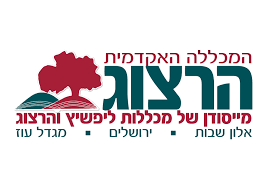 המכללה האקדמית
הרצוג
מייסודן של מכללות ליפשיץ והרצוג
אלון שבות ▪ ירושלים ▪ מגדל עוז